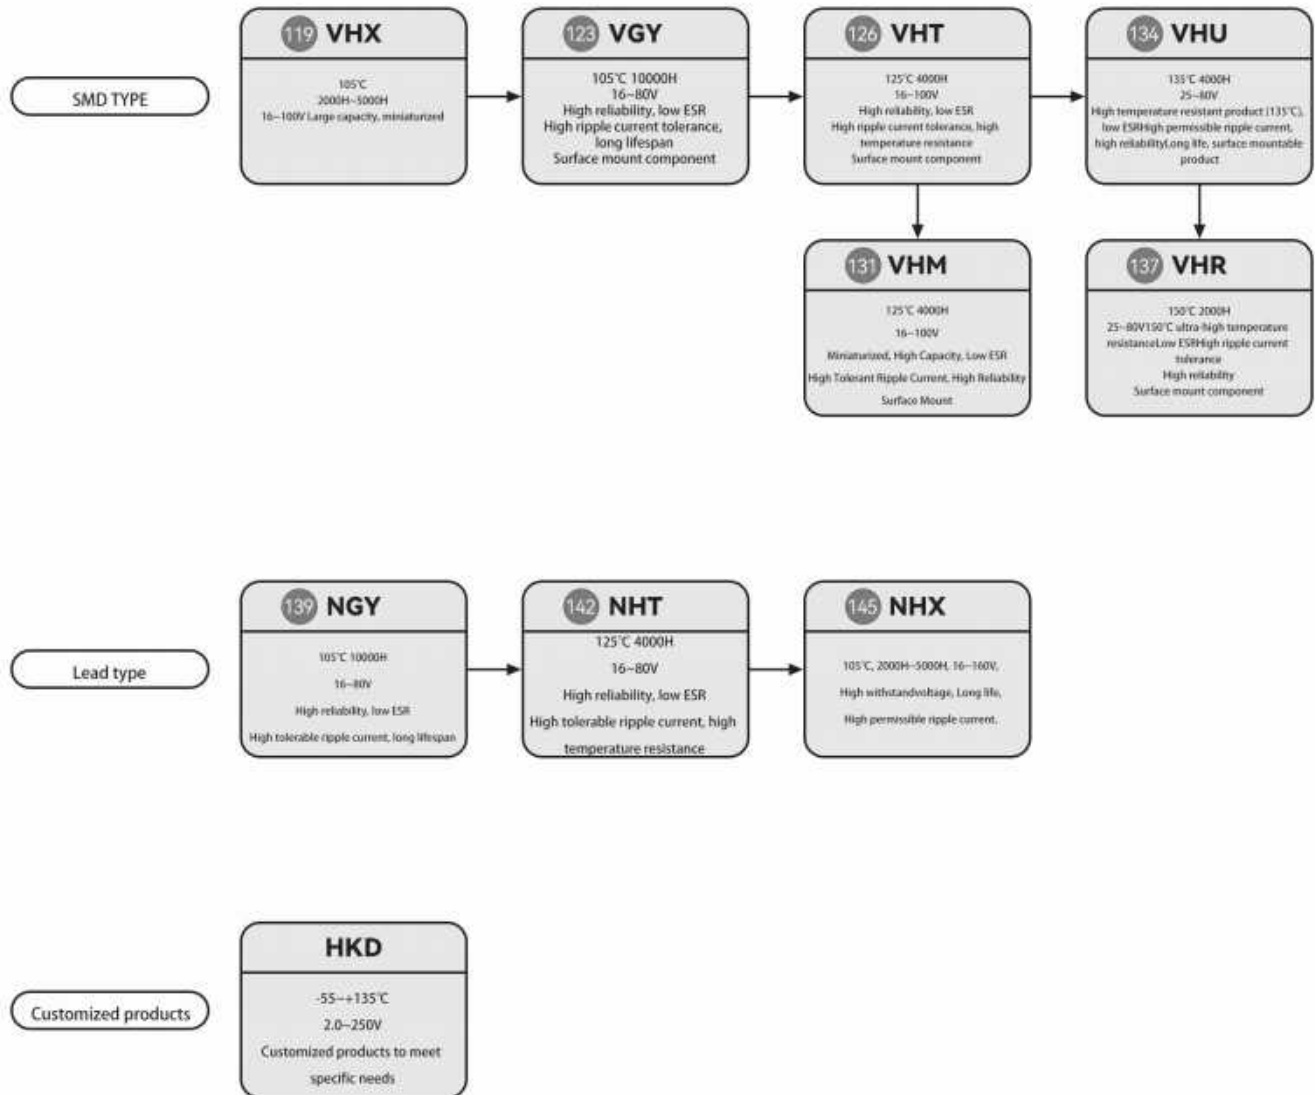 SMD TYPE
119 VHX
105℃
2000H~5000H
16~100V Large capacity, miniaturized
123 VGY
105℃ 10000H
16~80V
High reliability, low ESR
High ripple current tolerance,
long lifespan
Surface mount component
126 VHT
125℃ 4000H
16~100V
High reliability, low ESR
High ripple current tolerance, high
temperature resistance
Surface mount component
134 VHU
135℃ 4000H
25~80V
High temperature resistant product (135℃),
low ESRHigh permissible ripple current,
high reliabilityLong life, surface mountable
product
131 VHM
125℃ 4000H
16~100V
Miniaturized, High Capacity, Low ESR
High Tolerant Ripple Current, High Reliability
Surface Mount
137 VHR
150℃ 2000H
25~80V150℃ ultra-high temperature
resistanceLow ESRHigh ripple current
tolerance
High reliability
Surface mount component
Lead type
139 NGY
105℃ 10000H
16~80V
High reliability, low ESR
High tolerable ripple current, long lifespan
142 NHT
125℃ 4000H
16~80V
High reliability, low ESR
High tolerable ripple current, high
temperature resistance
145 NHX
105℃, 2000H~5000H, 16~160V,
High withstandvoltage, Long life,
High permissible ripple current.
Customized products
HKD
-55~+135℃
2.0~250V
Customized products to meet
specific needs